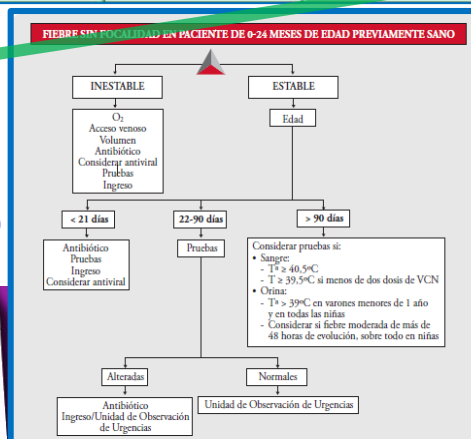 FIEBRE SIN FOCALIDAD EN PACIENTE DE 0-24 MESES DE EDAD PREVIAMENTE SANO
INESTABLE
ESTABLE
O₂
Acceso venoso
Volumen
Antibiótico
Considerar antiviral
Pruebas
Ingreso
Edad
< 21 días
22-90 días
> 90 días
Antibiótico
Pruebas
Ingreso
Considerar antiviral
Pruebas
Considerar pruebas si:
• Sangre:
- Tª ≥ 40,5ºC
- T ≥ 39,5ºC si menos de dos dosis de VCN
• Orina:
- Tª > 39ºC en varones menores de 1 año
y en todas las niñas
- Considerar si fiebre moderada de más de
48 horas de evolución, sobre todo en niñas
Alteradas
Normales
Antibiótico
Ingreso/Unidad de Observación
de Urgencias
Unidad de Observación de Urgencias